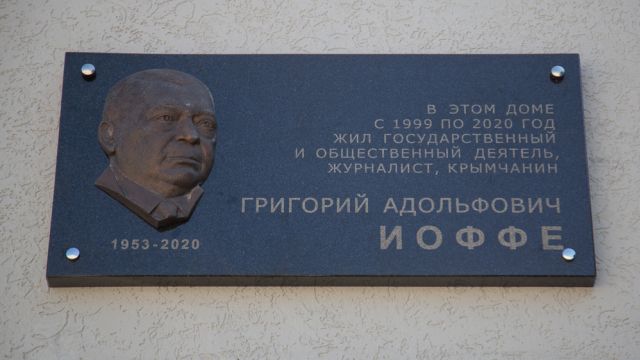 В ЭТОМ ДОМЕ
С 1999 ПО 2020 ГОД
ЖИЛ ГОСУДАРСТВЕННЫЙ
И ОБЩЕСТВЕННЫЙ ДЕЯТЕЛЬ,
ЖУРНАЛИСТ, КРЫМЧАНИН
ГРИГОРИЙ АДОЛЬФОВИЧ
ИОФФЕ
1953-2020